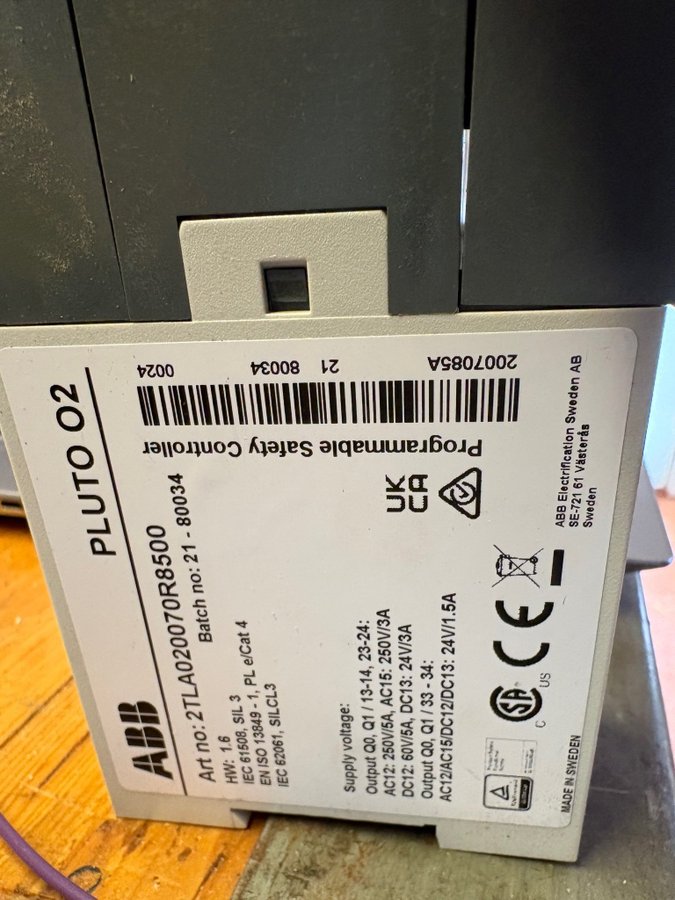 ABB
PLUTO O2
Art no: 2TLA020070R8500
Batch no: 21 - 80034
HW: 1.6
IEC 61508, SIL 3
EN ISO 13849 - 1, PL e/Cat 4
IEC 62061, SILCL3
Supply voltage:
Output Q0, Q1 / 13-14, 23-24:
AC12: 250V/5A, AC15: 250V/3A
DC12: 60V/5A, DC13: 24V/3A
Output Q0, Q1 / 33 - 34:
AC12/AC15/DC12/DC13: 24V/1.5A
Programmable Safety Controller
2007085A 21 80034 0024
UK
CA
CE
C SA US
MADE IN SWEDEN
ABB Electrification Sweden AB
SE-721 61 Västerås
Sweden